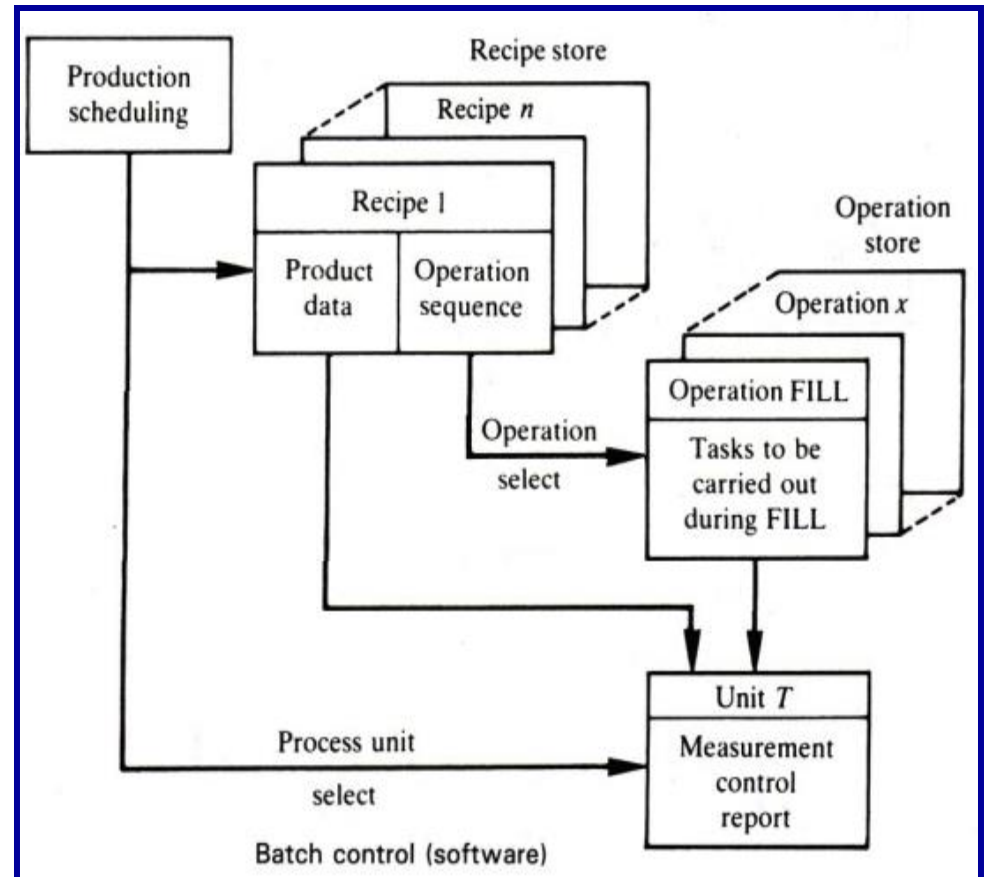 Production
scheduling
Recipe store
Recipe n
Recipe 1
Product
data
Operation
sequence
Operation
select
Operation
store
Operation x
Operation FILL
Tasks to be
carried out
during FILL
Process unit
select
Unit T
Measurement
control
report
Batch control (software)